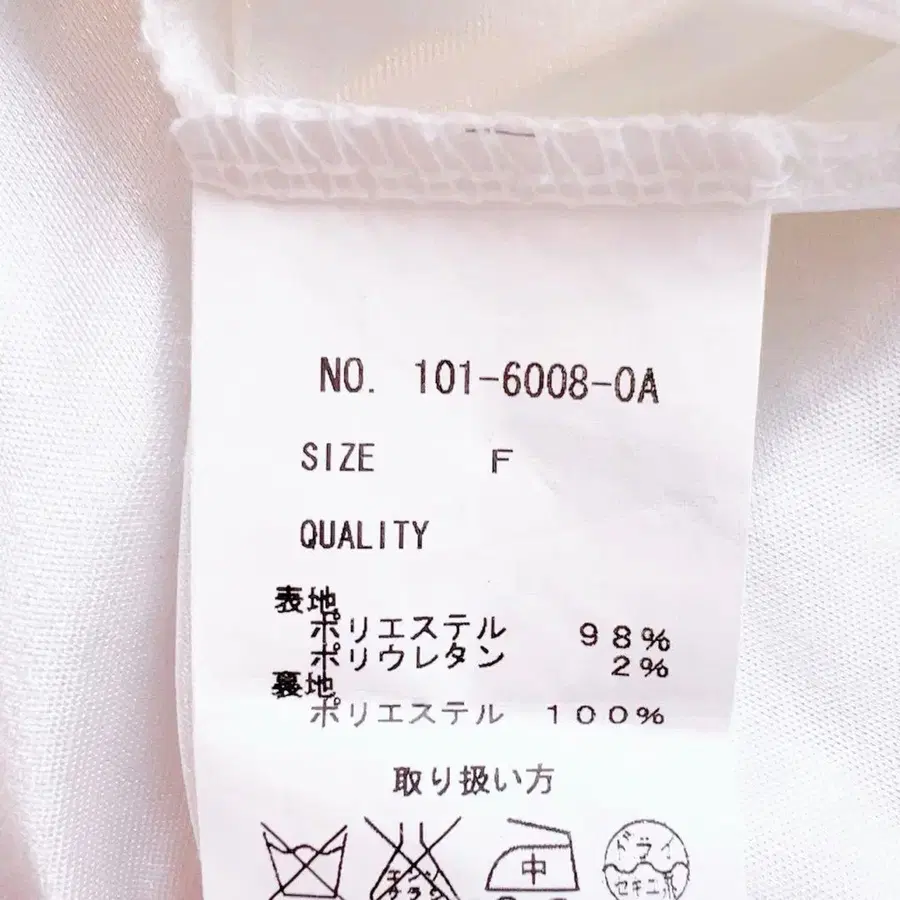 NO. 101-6008-0A
SIZE F
QUALITY
表地
ポリエステル 98%
ポリウレタン 2%
裏地
ポリエステル 100%
取り扱い方
中
ドライ
セキユ系